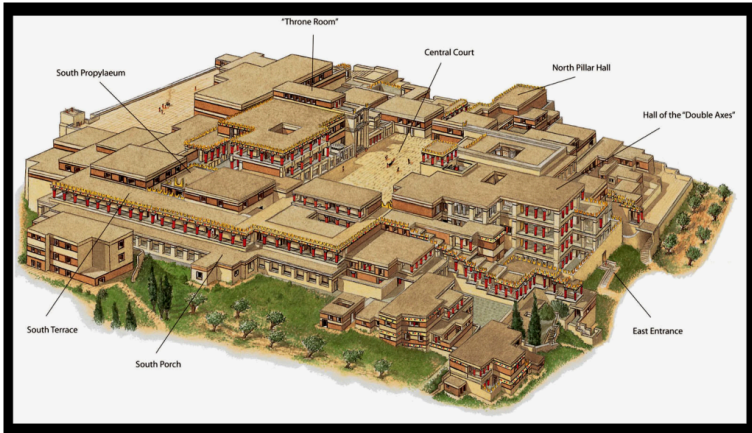 "Throne Room"
Central Court
South Propylaeum
North Pillar Hall
Hall of the "Double Axes"
South Terrace
East Entrance
South Porch